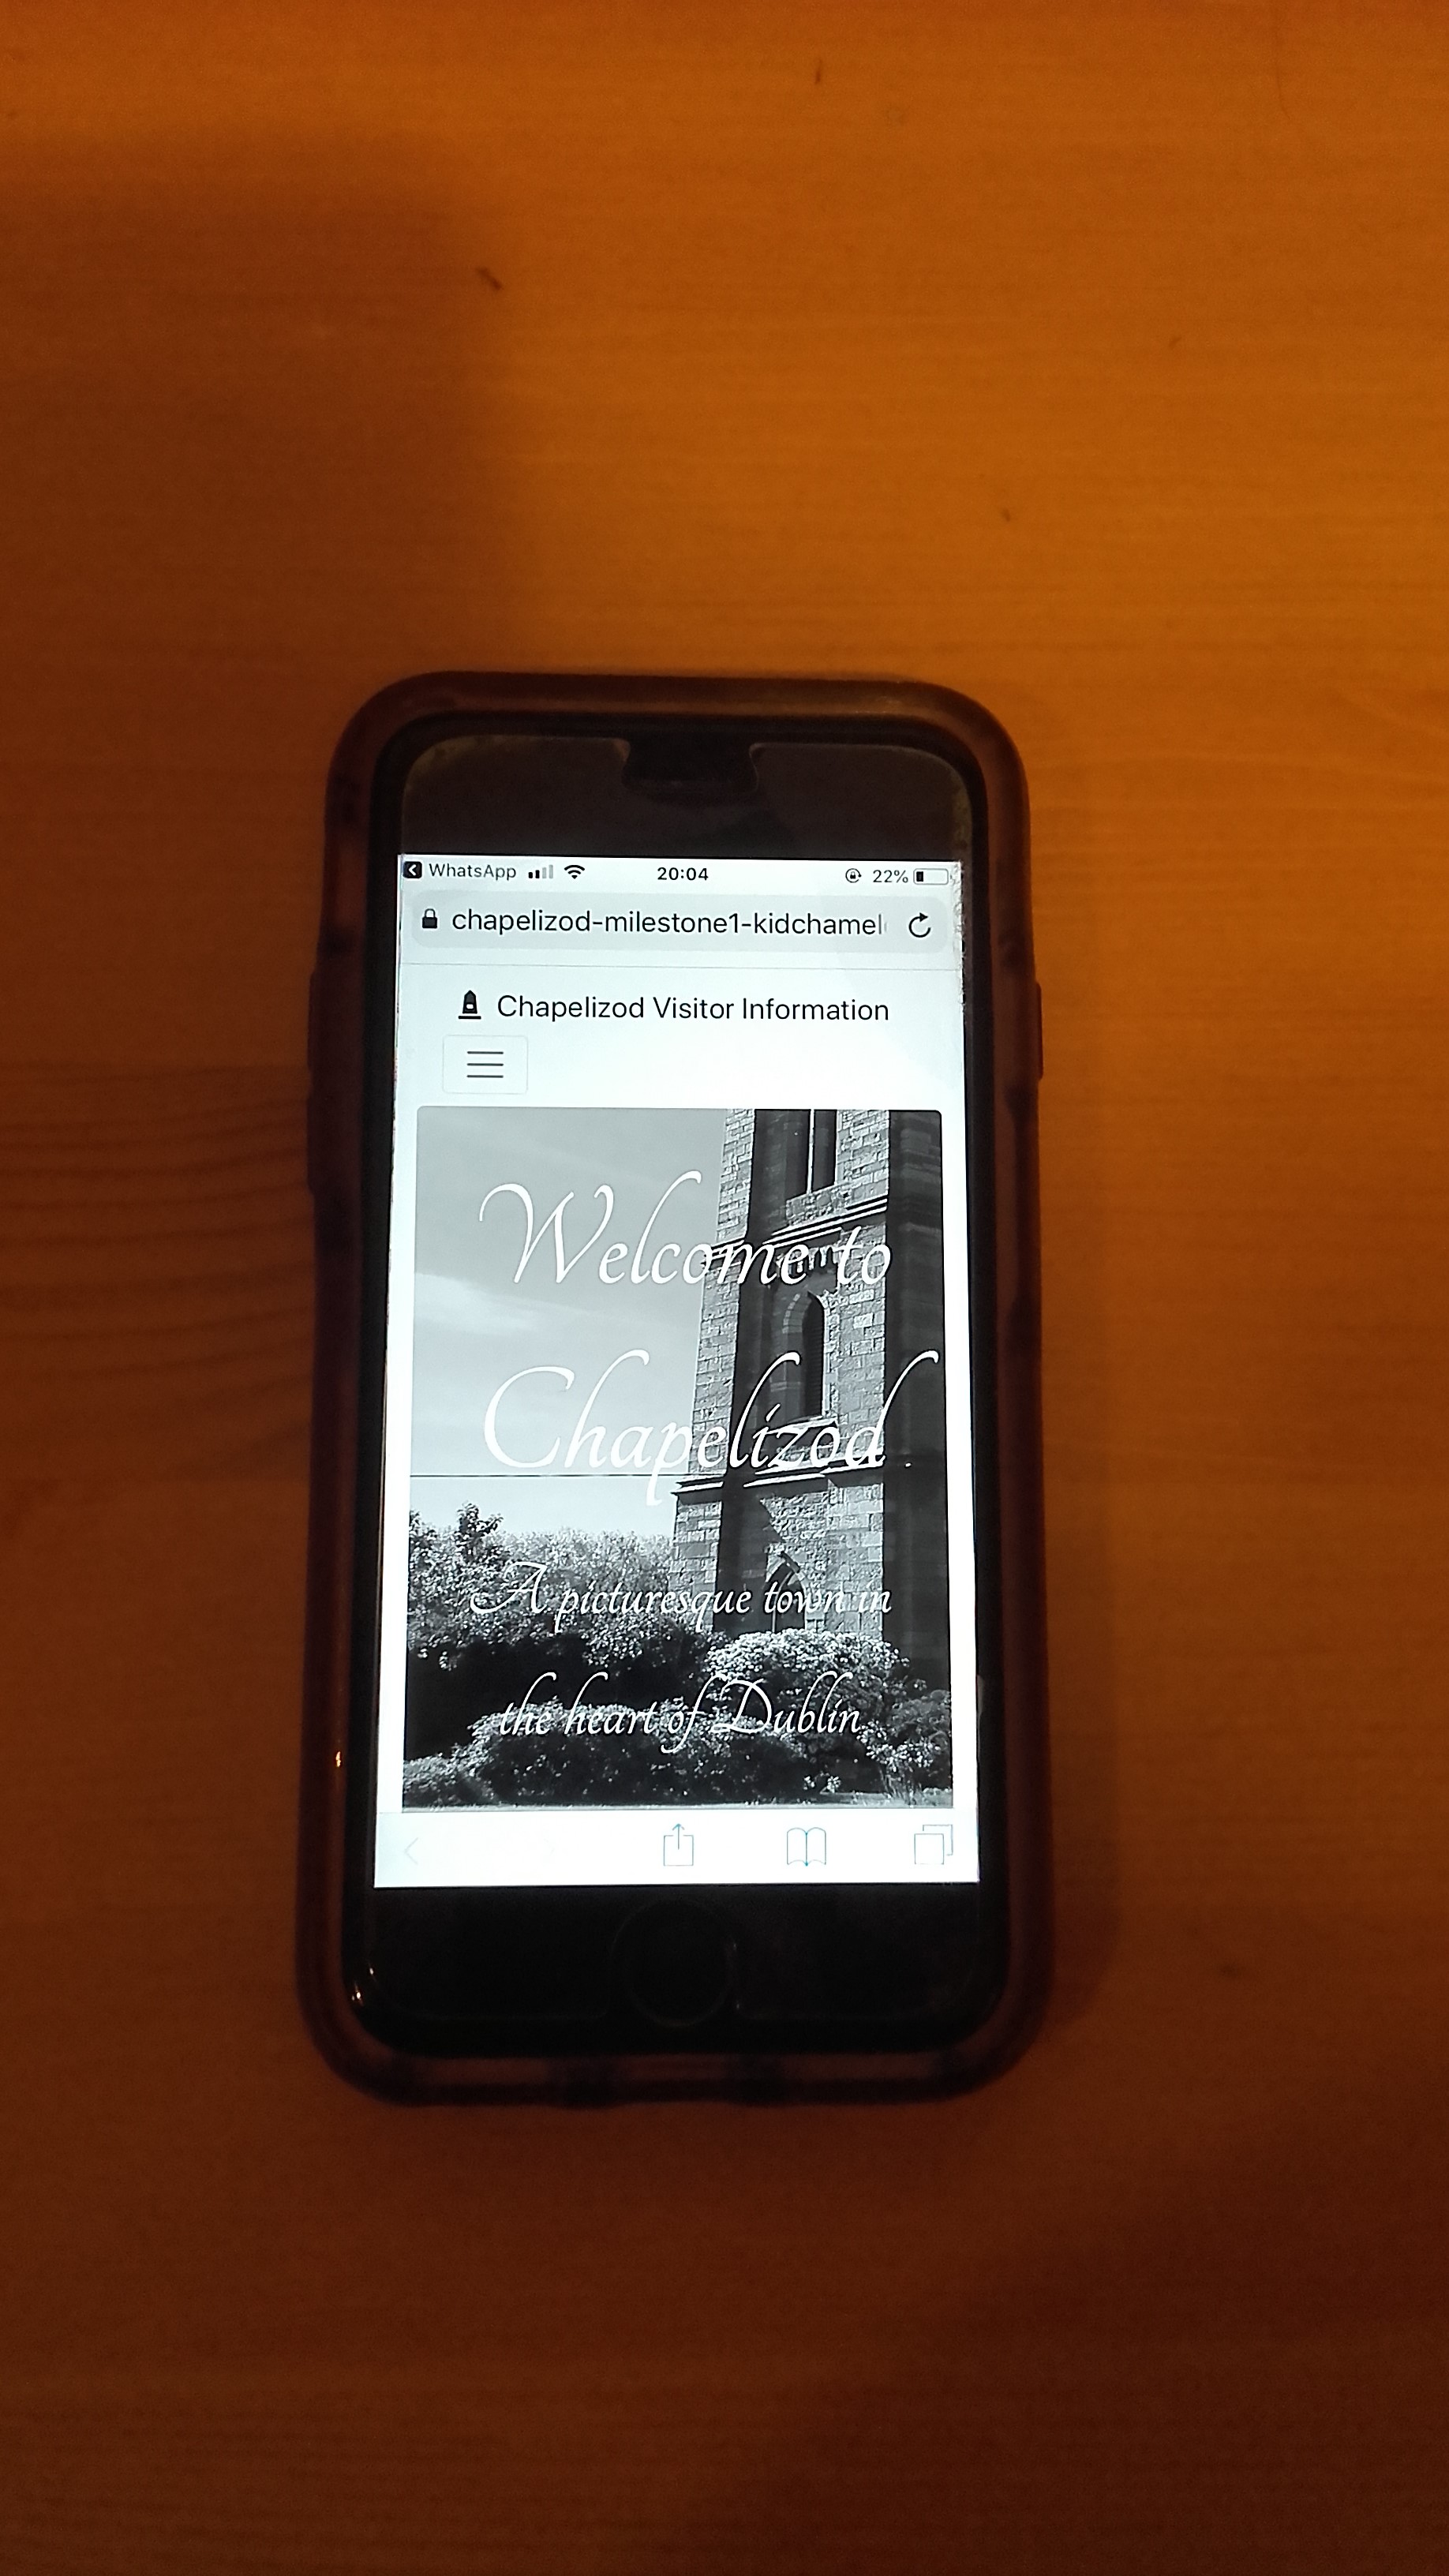 WhatsApp 20:04 22%
chapelizod-milestone1-kidchamel
Chapelizod Visitor Information
Welcome to
Chapelizod
A picturesque town in
the heart of Dublin